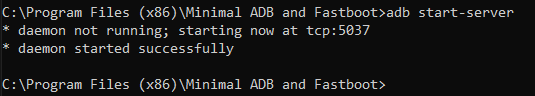 C:\Program Files (x86)\Minimal ADB and Fastboot>adb start-server
* daemon not running; starting now at tcp:5037
* daemon started successfully
C:\Program Files (x86)\Minimal ADB and Fastboot>